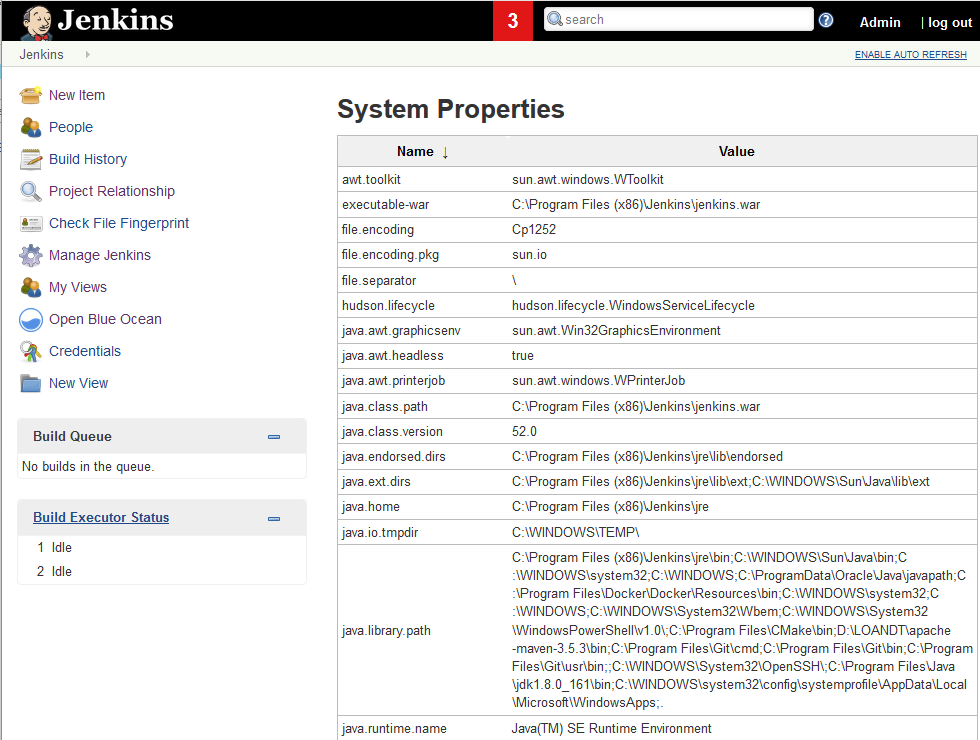 Jenkins
3
search
?
Admin
| log out
Jenkins
ENABLE AUTO REFRESH
New Item
People
Build History
Project Relationship
Check File Fingerprint
Manage Jenkins
My Views
Open Blue Ocean
Credentials
New View
Build Queue
No builds in the queue.
Build Executor Status
1 Idle
2 Idle
System Properties
Name ↓ Value
awt.toolkit sun.awt.windows.WToolkit
executable-war C:\Program Files (x86)\Jenkins\jenkins.war
file.encoding Cp1252
file.encoding.pkg sun.io
file.separator \
hudson.lifecycle hudson.lifecycle.WindowsServiceLifecycle
java.awt.graphicsenv sun.awt.Win32GraphicsEnvironment
java.awt.headless true
java.awt.printerjob sun.awt.windows.WPrinterJob
java.class.path C:\Program Files (x86)\Jenkins\jenkins.war
java.class.version 52.0
java.endorsed.dirs C:\Program Files (x86)\Jenkins\jre\lib\endorsed
java.ext.dirs C:\Program Files (x86)\Jenkins\jre\lib\ext;C:\WINDOWS\Sun\Java\lib\ext
java.home C:\Program Files (x86)\Jenkins\jre
java.io.tmpdir C:\WINDOWS\TEMP\
java.library.path
C:\Program Files (x86)\Jenkins\jre\bin;C:\WINDOWS\Sun\Java\bin;C
:\WINDOWS\system32;C:\WINDOWS;C:\ProgramData\Oracle\Java\javapath;C
:\Program Files\Docker\Docker\Resources\bin;C:\WINDOWS\system32;C
:\WINDOWS;C:\WINDOWS\System32\Wbem;C:\WINDOWS\System32
\WindowsPowerShell\v1.0\;C:\Program Files\CMake\bin;D:\LOANDT\apache
-maven-3.5.3\bin;C:\Program Files\Git\cmd;C:\Program Files\Git\bin;C:\Program
Files\Git\usr\bin;;C:\WINDOWS\System32\OpenSSH\;C:\Program Files\Java
\jdk1.8.0_161\bin;C:\WINDOWS\system32\config\systemprofile\AppData\Local
\Microsoft\WindowsApps;.
java.runtime.name Java(TM) SE Runtime Environment